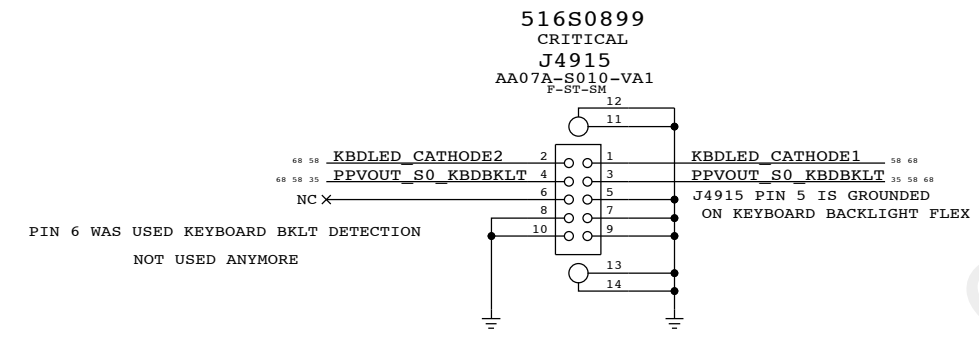 516S0899
CRITICAL
J4915
AA07A-S010-VA1
F-ST-SM
12
11
68 58 KBDLED_CATHODE2 2 1 KBDLED_CATHODE1 58 68
68 58 35 PPVOUT_S0_KBDBKLT 4 3 PPVOUT_S0_KBDBKLT 35 58 68
NC 6 5 J4915 PIN 5 IS GROUNDED
8 7 ON KEYBOARD BACKLIGHT FLEX
PIN 6 WAS USED KEYBOARD BKLT DETECTION 10 9
NOT USED ANYMORE
13
14